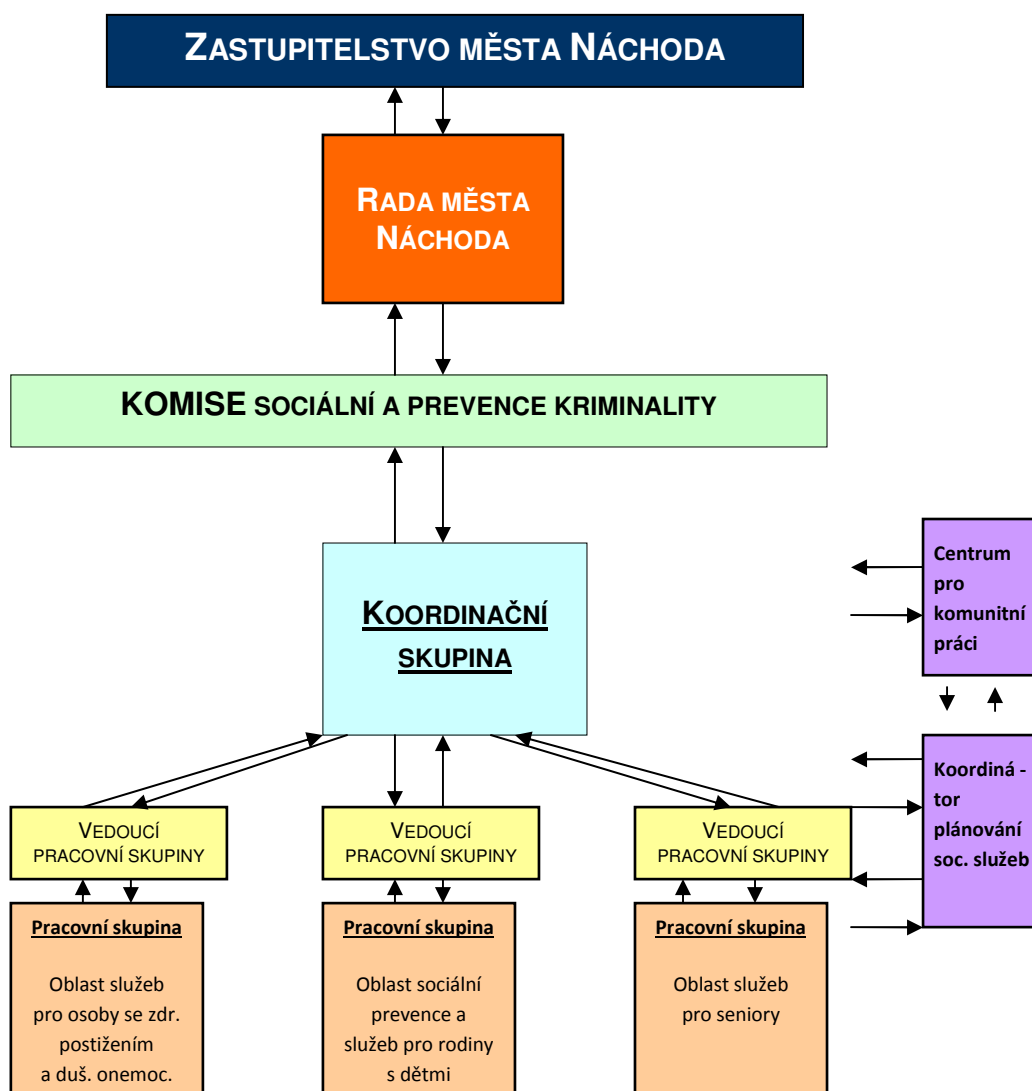 ZASTUPITELSTVO MĚSTA NÁCHODA
RADA MĚSTA
NÁCHODA
KOMISE SOCIÁLNÍ A PREVENCE KRIMINALITY
KOORDINAČNÍ
SKUPINA
Centrum
pro
komunitní
práci
Koordiná -
tor
plánování
soc. služeb
VEDOUCÍ
PRACOVNÍ SKUPINY
VEDOUCÍ
PRACOVNÍ SKUPINY
VEDOUCÍ
PRACOVNÍ SKUPINY
Pracovní skupina
Oblast služeb
pro osoby se zdr.
postižením
a duš. onemoc.
Pracovní skupina
Oblast sociální
prevence a
služeb pro rodiny
s dětmi
Pracovní skupina
Oblast služeb
pro seniory